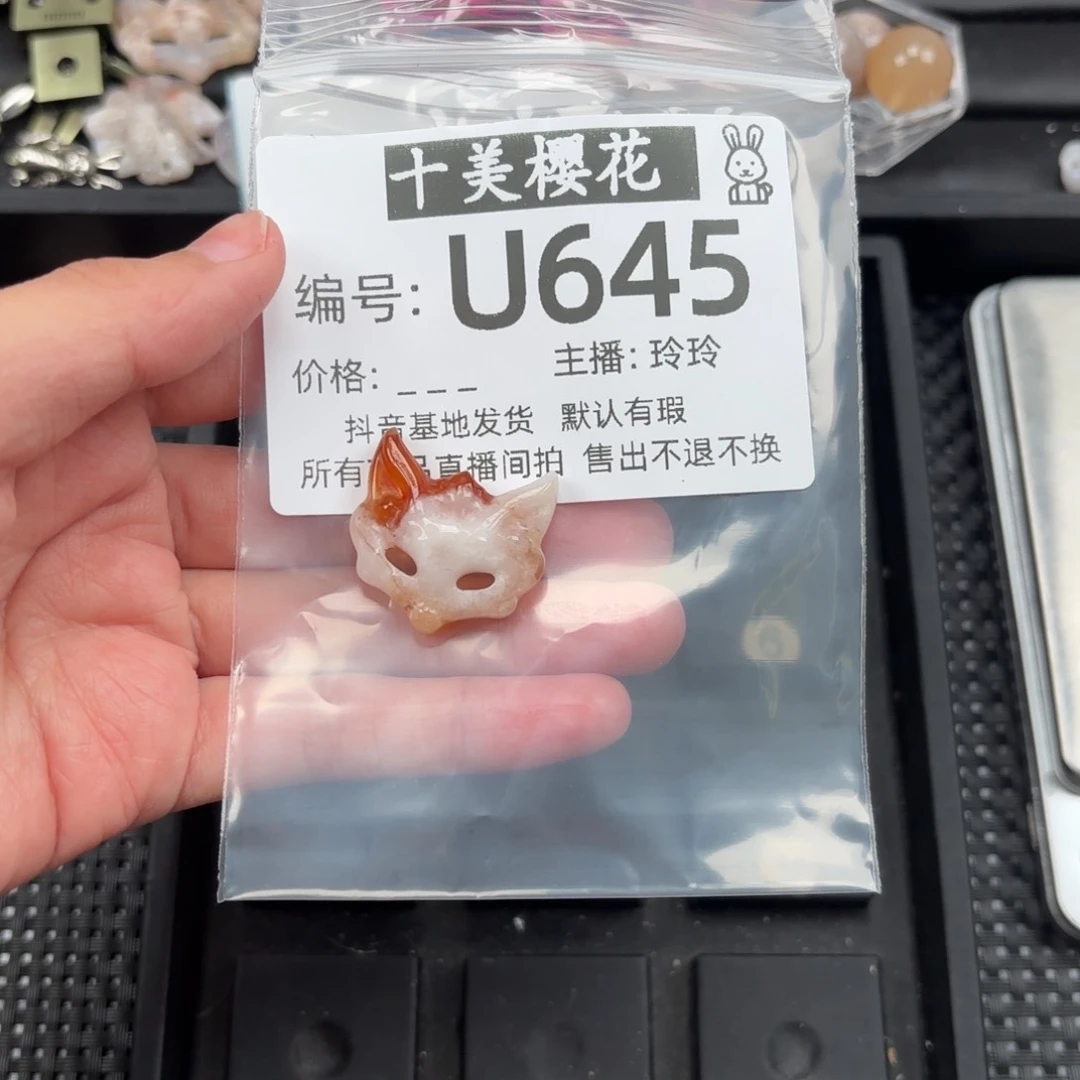 十美樱花
编号: U645
价格: _ _ _ 主播: 玲玲
抖音基地发货 默认有瑕
所有 品直播间拍 售出不退不换